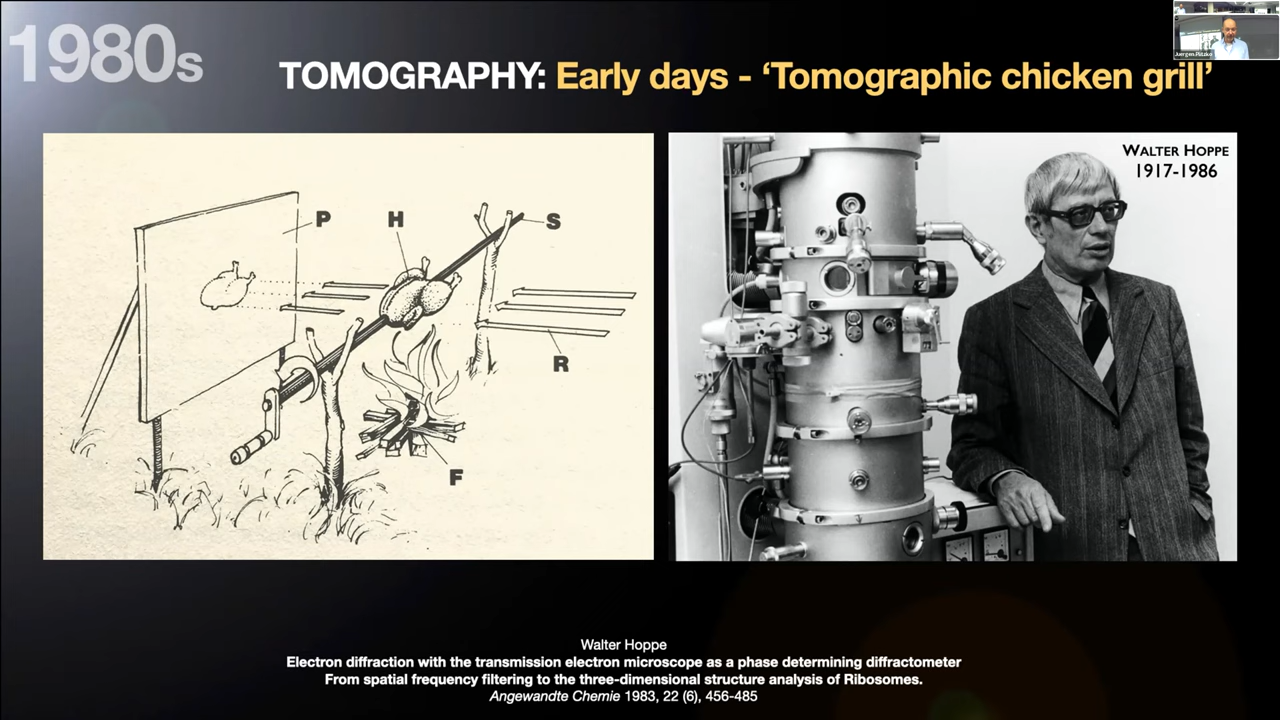 1980s
TOMOGRAPHY: Early days - ‘Tomographic chicken grill’
Juergen Plitzko
P
H
S
R
F
WALTER HOPPE
1917-1986
Walter Hoppe
Electron diffraction with the transmission electron microscope as a phase determining diffractometer
From spatial frequency filtering to the three-dimensional structure analysis of Ribosomes.
Angewandte Chemie 1983, 22 (6), 456-485